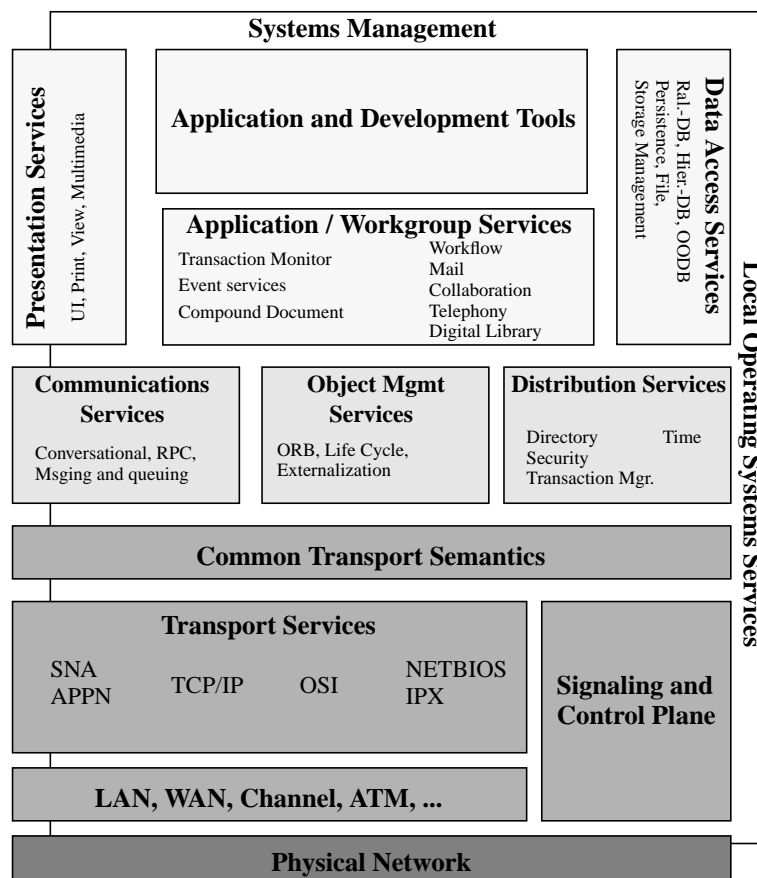 Systems Management
Presentation Services
UI, Print, View, Multimedia
Application and Development Tools
Data Access Services
Ral.-DB, Hier.-DB, OODB
Persistence, File,
Storage Management
Application / Workgroup Services
Transaction Monitor
Event services
Compound Document
Workflow
Mail
Collaboration
Telephony
Digital Library
Local Operating Systems Services
Communications
Services
Conversational, RPC,
Msging and queuing
Object Mgmt
Services
ORB, Life Cycle,
Externalization
Distribution Services
Directory
Security
Transaction Mgr.
Time
Common Transport Semantics
Transport Services
SNA
APPN
TCP/IP
OSI
NETBIOS
IPX
Signaling and
Control Plane
LAN, WAN, Channel, ATM, ...
Physical Network